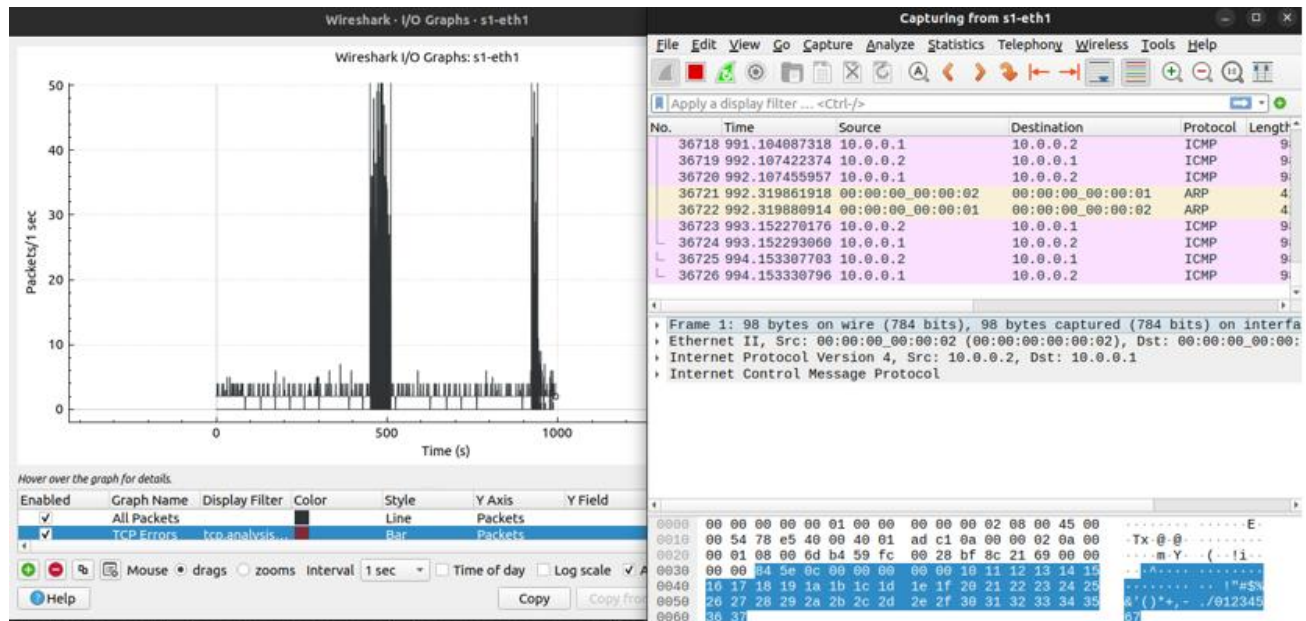 Wireshark · I/O Graphs · s1-eth1
Wireshark I/O Graphs: s1-eth1
50
40
30
20
10
0
Packets/1 sec
0 500 1000
Time (s)
Hover over the graph for details.
Enabled Graph Name Display Filter Color Style Y Axis Y Field
All Packets Line Packets
TCP Errors tcp.analysis... Bar Packets
Mouse drags zooms Interval 1 sec Time of day Log scale
Help Copy Copy from
Capturing from s1-eth1
File Edit View Go Capture Analyze Statistics Telephony Wireless Tools Help
Apply a display filter ... <Ctrl-/>
No. Time Source Destination Protocol Length
36718 991.104087318 10.0.0.1 10.0.0.2 ICMP 9
36719 992.107422374 10.0.0.2 10.0.0.1 ICMP 9
36720 992.107455957 10.0.0.1 10.0.0.2 ICMP 9
36721 992.319861918 00:00:00_00:00:02 00:00:00_00:00:01 ARP 4
36722 992.319880914 00:00:00_00:00:01 00:00:00_00:00:02 ARP 4
36723 993.152270176 10.0.0.2 10.0.0.1 ICMP 9
36724 993.152293060 10.0.0.1 10.0.0.2 ICMP 9
36725 994.153307703 10.0.0.2 10.0.0.1 ICMP 9
36726 994.153330796 10.0.0.1 10.0.0.2 ICMP 9
Frame 1: 98 bytes on wire (784 bits), 98 bytes captured (784 bits) on interfa
Ethernet II, Src: 00:00:00_00:00:02 (00:00:00:00:00:02), Dst: 00:00:00_00:00:
Internet Protocol Version 4, Src: 10.0.0.2, Dst: 10.0.0.1
Internet Control Message Protocol
0000 00 00 00 00 00 01 00 00 00 00 00 02 08 00 45 00 ·············· E·
0010 00 54 78 e5 40 00 40 01 ad c1 0a 00 00 02 0a 00 ·Tx·@·@·
0020 00 01 08 00 6d b4 59 fc 00 28 bf 8c 21 69 00 00 ····m·Y· ·(··!i··
0030 00 00 84 5e 0c 00 00 00 00 00 10 11 12 13 14 15 ···^····
0040 16 17 18 19 1a 1b 1c 1d 1e 1f 20 21 22 23 24 25 ········ ·· !"#$%
0050 26 27 28 29 2a 2b 2c 2d 2e 2f 30 31 32 33 34 35 &'()*+,- ./012345
0060 36 37 67